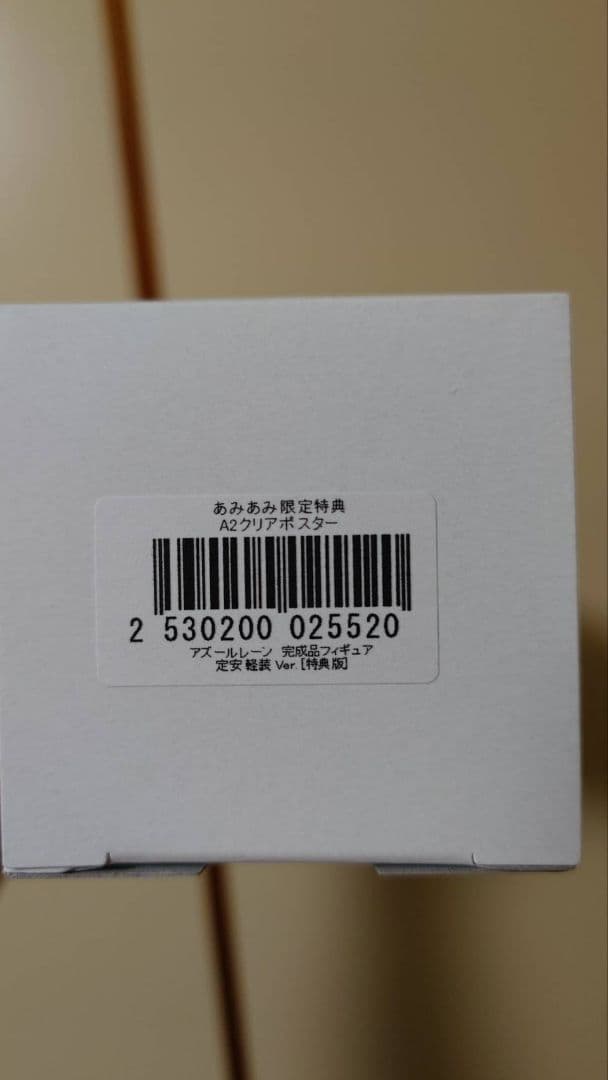 あみあみ限定特典
A2クリアポスター
2 530200 025520
アズールレーン 完成品フィギュア
定安 軽装 Ver. [特典版]